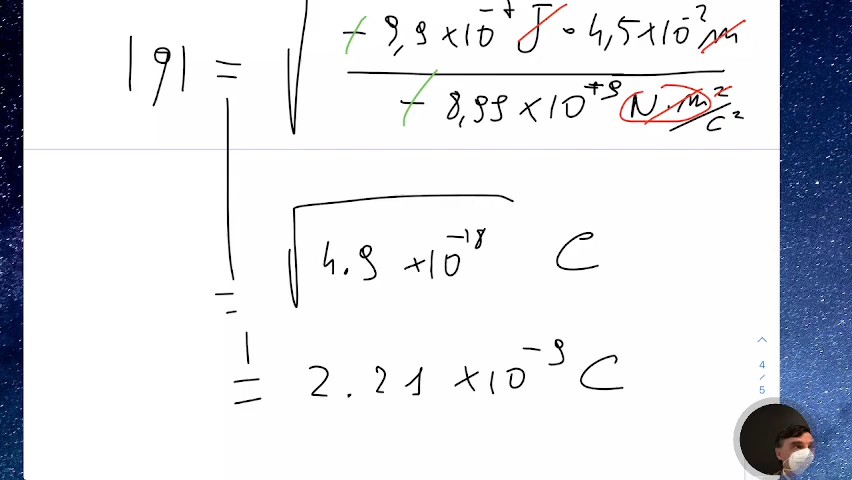 |q| = √ - 9,9 ×10⁻⁷ J · 4,5 ×10⁻² m
- 8,99 × 10⁺⁹ N·m²/C²
= √ 4.9 ×10⁻¹⁸ C
= 2.21 ×10⁻⁹ C
4
/
5